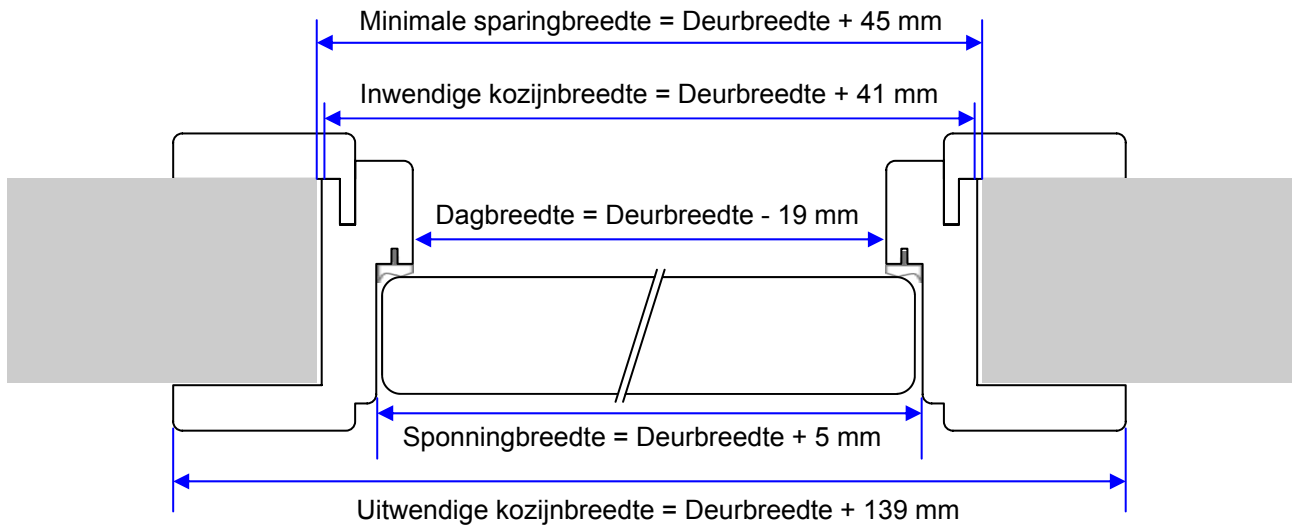 Minimale sparingbreedte = Deurbreedte + 45 mm
Inwendige kozijnbreedte = Deurbreedte + 41 mm
Dagbreedte = Deurbreedte - 19 mm
Sponningbreedte = Deurbreedte + 5 mm
Uitwendige kozijnbreedte = Deurbreedte + 139 mm